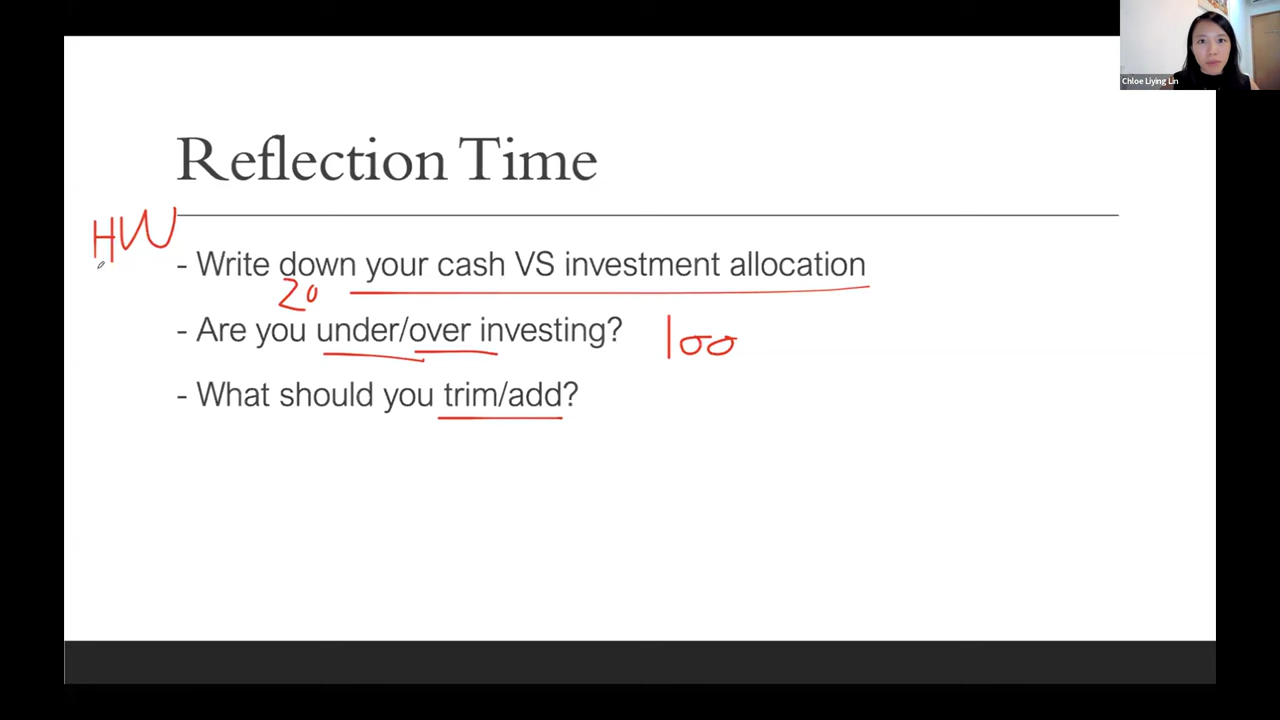 Chloe Liying Lin
Reflection Time
HW
- Write down your cash VS investment allocation
20
- Are you under/over investing?
100
- What should you trim/add?